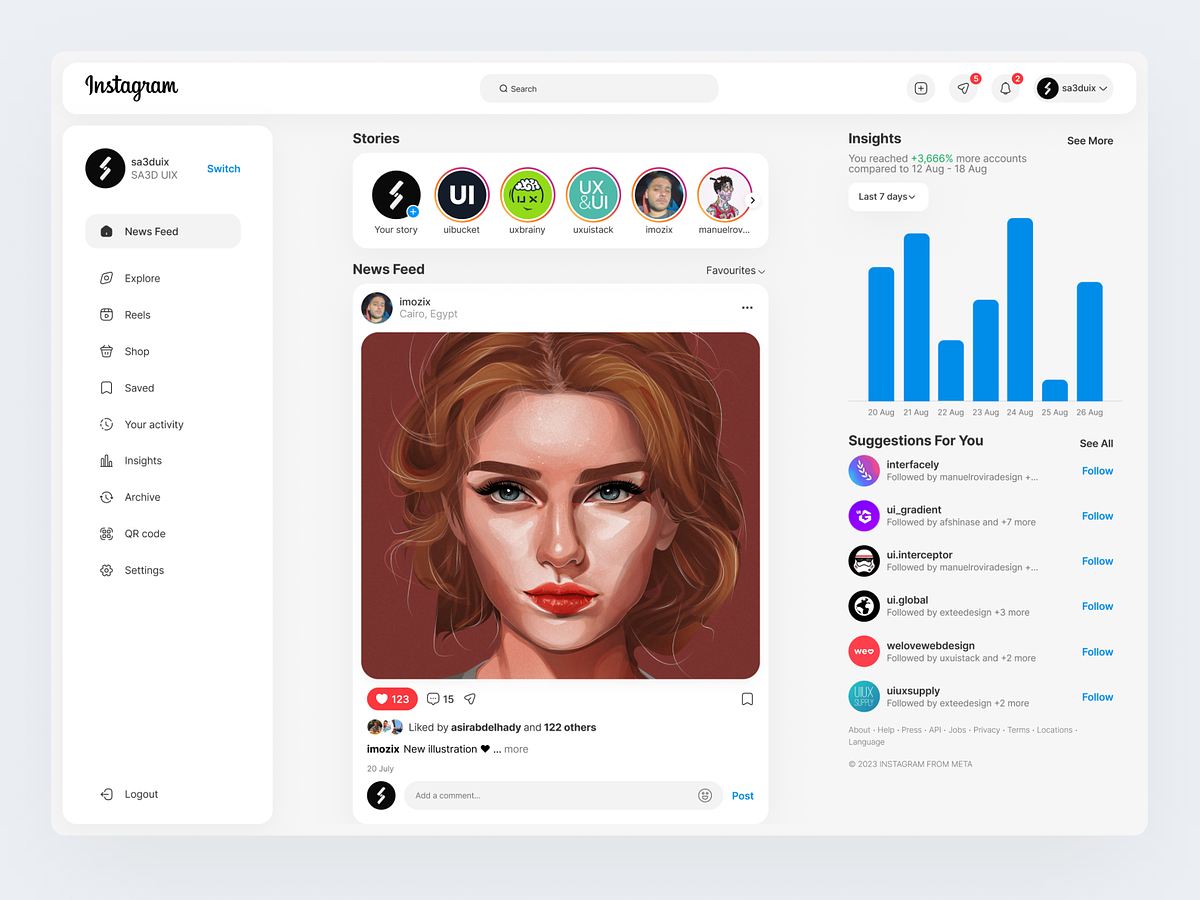 Instagram
Search
5
2
sa3duix
sa3duix
SA3D UIX
Switch
News Feed
Explore
Reels
Shop
Saved
Your activity
Insights
Archive
QR code
Settings
Logout
Stories
UI
UX
&UI
Your story
uibucket
uxbrainy
uxuistack
imozix
manuelrov...
News Feed
Favourites
imozix
Cairo, Egypt
123
15
Liked by asirabdelhady and 122 others
imozix New illustration ♥ ... more
20 July
Add a comment...
Post
Insights
See More
You reached +3,666% more accounts
compared to 12 Aug - 18 Aug
Last 7 days
20 Aug 21 Aug 22 Aug 23 Aug 24 Aug 25 Aug 26 Aug
Suggestions For You
See All
interfacely
Followed by manuelroviradesign +...
Follow
ui_gradient
Followed by afshinase and +7 more
Follow
ui.interceptor
Followed by manuelroviradesign +...
Follow
ui.global
Followed by exteedesign +3 more
Follow
we
welovewebdesign
Followed by uxuistack and +2 more
Follow
UIUX
SUPPLY
uiuxsupply
Followed by exteedesign +2 more
Follow
About · Help · Press · API · Jobs · Privacy · Terms · Locations ·
Language
© 2023 INSTAGRAM FROM META